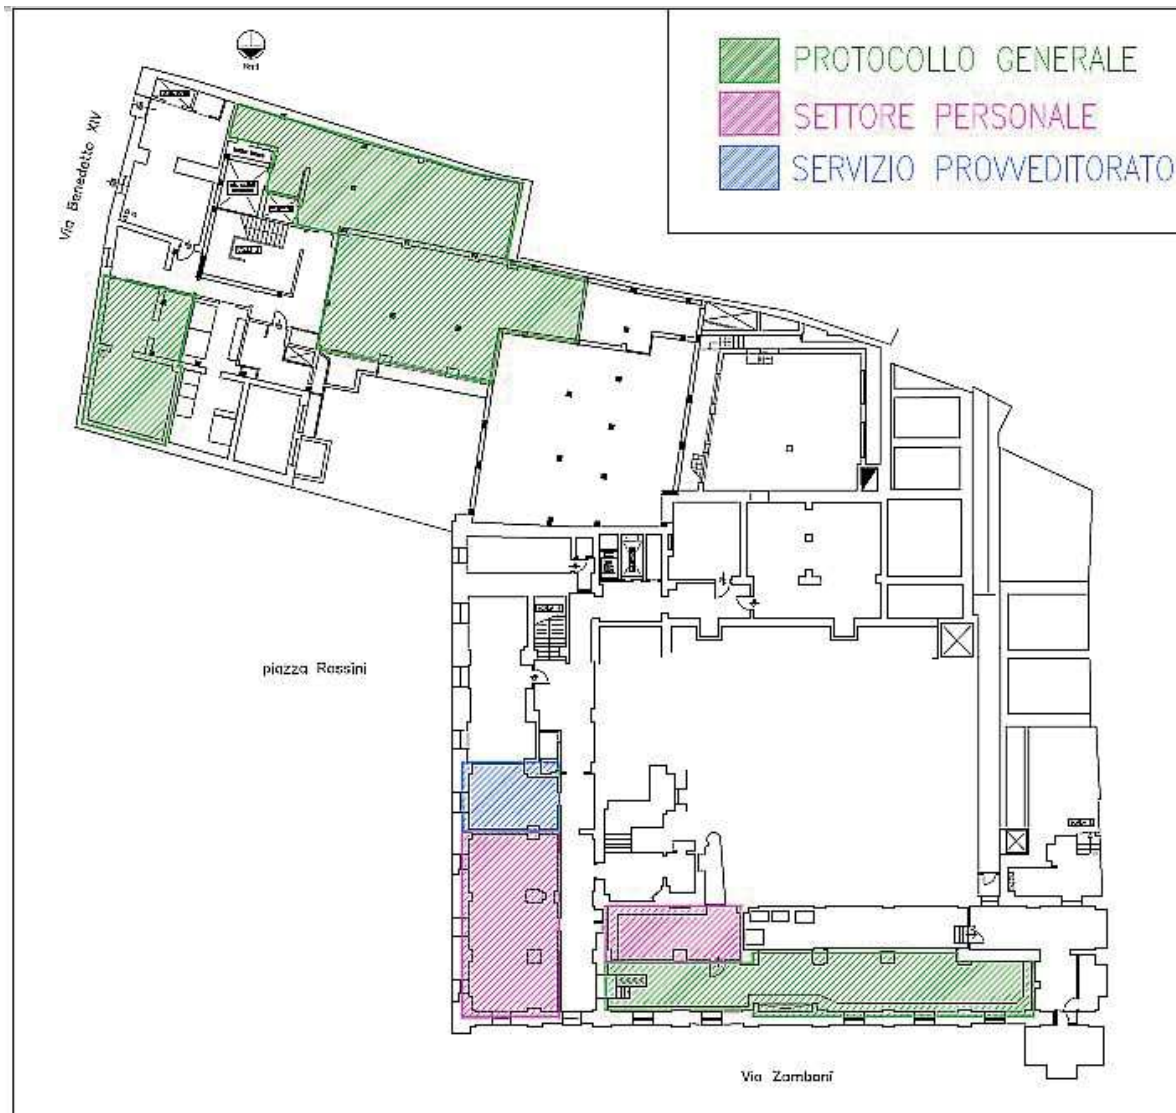 PROTOCOLLO GENERALE
SETTORE PERSONALE
SERVIZIO PROVVEDITORATO
Via Benedetto XIV
piazza Rossini
Via Zamboni